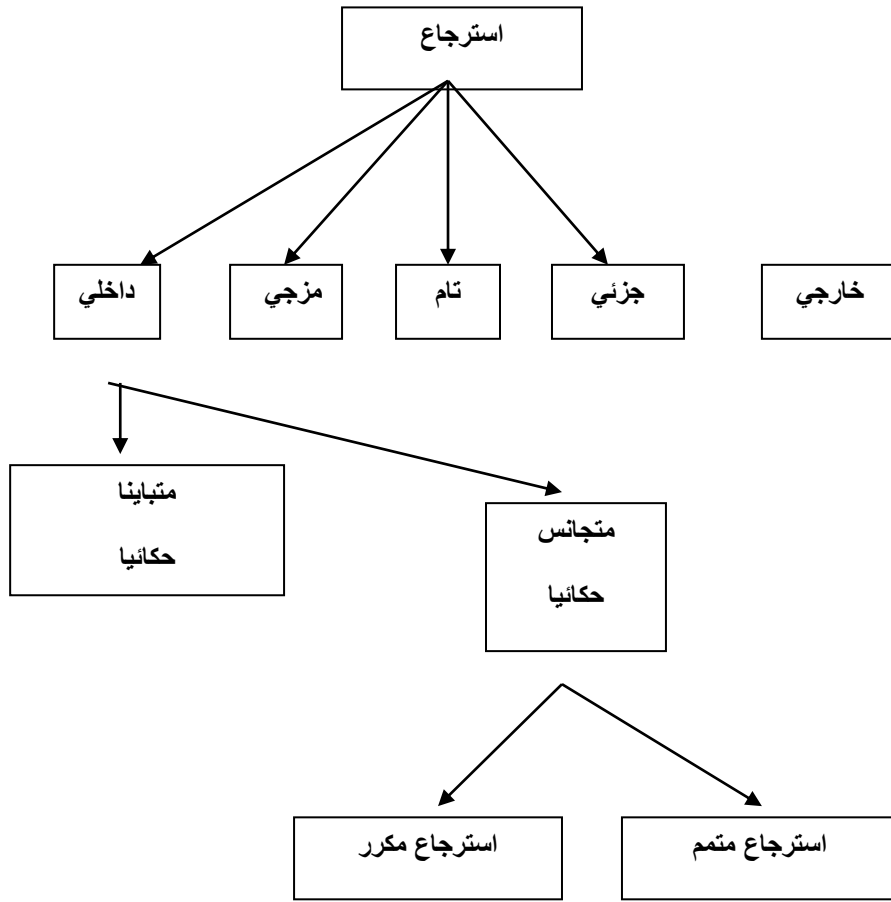 استرجاع
خارجي
جزئي
تام
مزجي
داخلي
متباينا
حكائيا
متجانس
حكائيا
استرجاع متمم
استرجاع مكرر